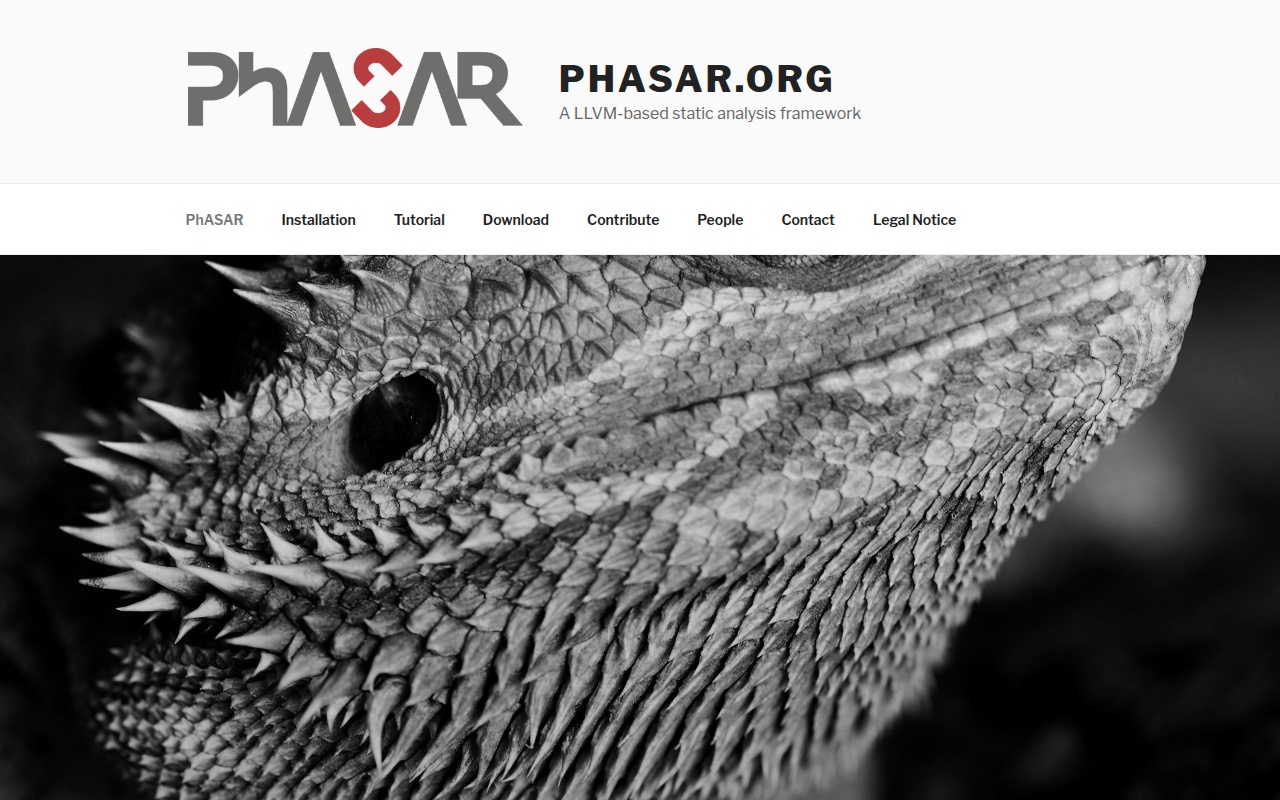 PhASAR
PHASAR.ORG
A LLVM-based static analysis framework
PhASAR Installation Tutorial Download Contribute People Contact Legal Notice